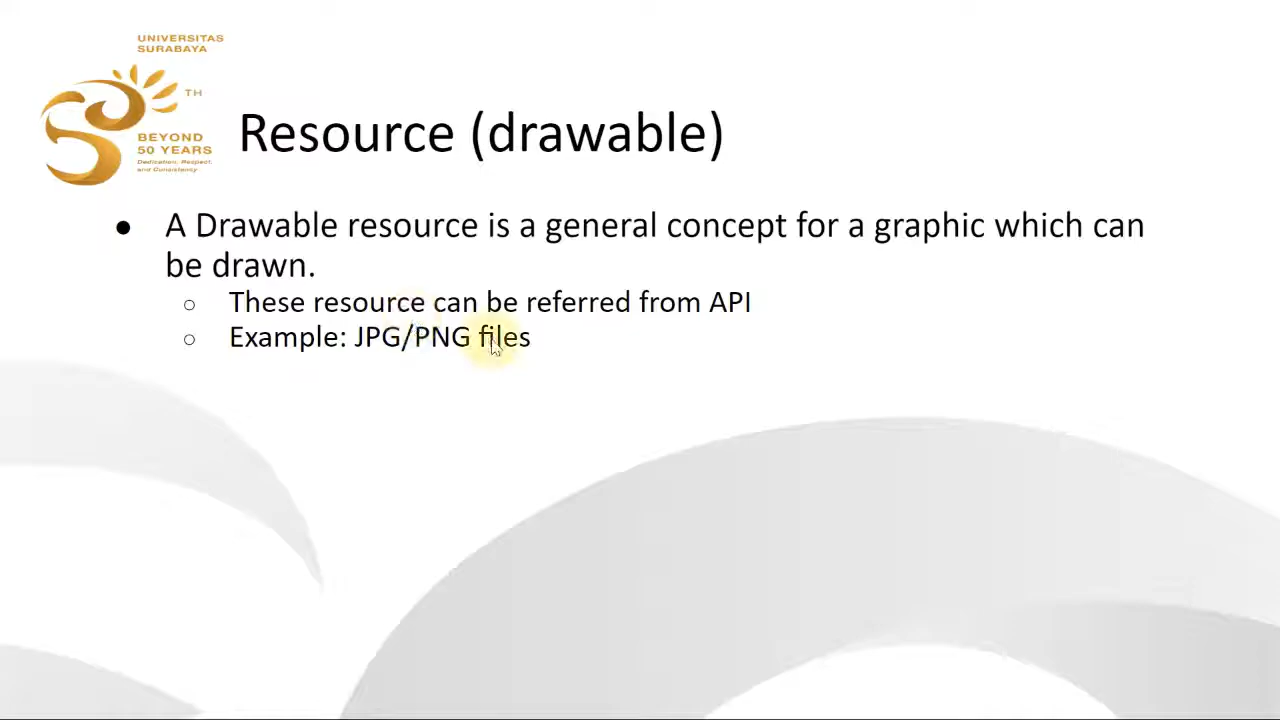 UNIVERSITAS
SURABAYA
TH
BEYOND
50 YEARS
Dedication, Respect,
and Consistency
Resource (drawable)
● A Drawable resource is a general concept for a graphic which can
be drawn.
○ These resource can be referred from API
○ Example: JPG/PNG files